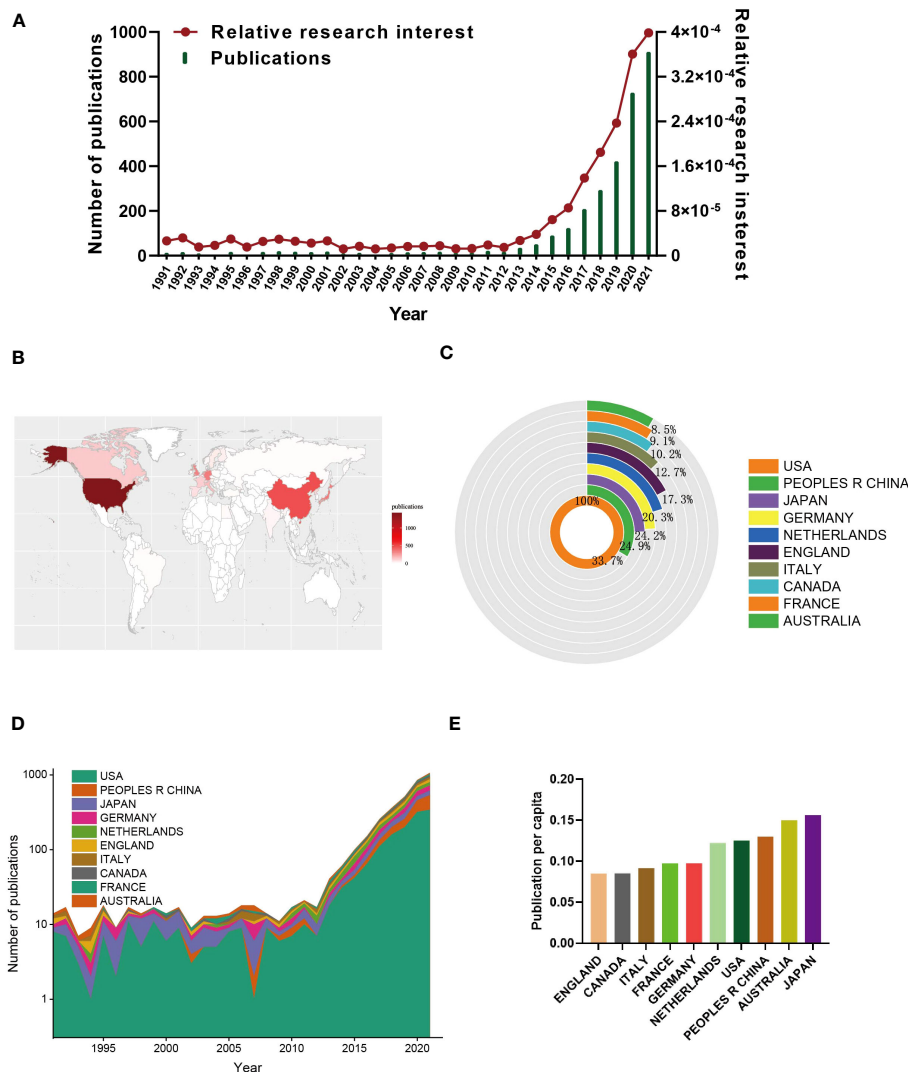 A
Relative research interest
Publications
Number of publications
1000
800
600
400
200
0
4×10-4
3.2×10-4
2.4×10-4
1.6×10-4
8×10-5
0
Relative research insterest
1991
1992
1993
1994
1995
1996
1997
1998
1999
2000
2001
2002
2003
2004
2005
2006
2007
2008
2009
2010
2011
2012
2013
2014
2015
2016
2017
2018
2019
2020
2021
Year
B
publications
1000
500
0
C
8.5%
9.1%
10.2%
12.7%
17.3%
20.3%
24.2%
24.9%
33.7%
100%
USA
PEOPLES R CHINA
JAPAN
GERMANY
NETHERLANDS
ENGLAND
ITALY
CANADA
FRANCE
AUSTRALIA
D
Number of publications
1000
100
10
1
USA
PEOPLES R CHINA
JAPAN
GERMANY
NETHERLANDS
ENGLAND
ITALY
CANADA
FRANCE
AUSTRALIA
1995
2000
2005
2010
2015
2020
Year
E
Publication per capita
0.20
0.15
0.10
0.05
0.00
ENGLAND
CANADA
ITALY
FRANCE
GERMANY
NETHERLANDS
USA
PEOPLES R CHINA
AUSTRALIA
JAPAN